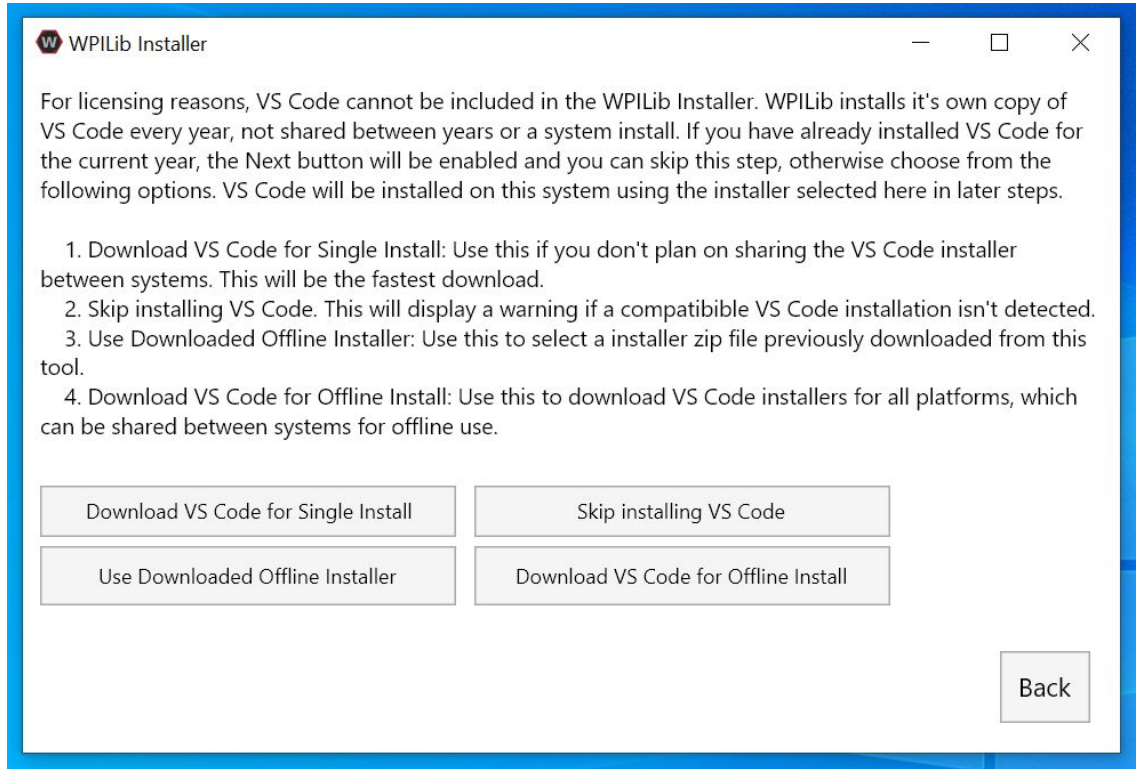 WPILib Installer
For licensing reasons, VS Code cannot be included in the WPILib Installer. WPILib installs it's own copy of
VS Code every year, not shared between years or a system install. If you have already installed VS Code for
the current year, the Next button will be enabled and you can skip this step, otherwise choose from the
following options. VS Code will be installed on this system using the installer selected here in later steps.
1. Download VS Code for Single Install: Use this if you don't plan on sharing the VS Code installer
between systems. This will be the fastest download.
2. Skip installing VS Code. This will display a warning if a compatibible VS Code installation isn't detected.
3. Use Downloaded Offline Installer: Use this to select a installer zip file previously downloaded from this
tool.
4. Download VS Code for Offline Install: Use this to download VS Code installers for all platforms, which
can be shared between systems for offline use.
Download VS Code for Single Install
Skip installing VS Code
Use Downloaded Offline Installer
Download VS Code for Offline Install
Back